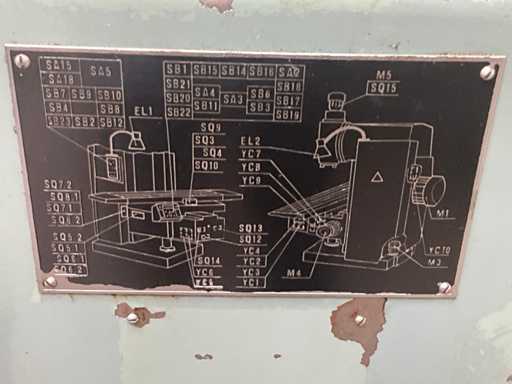 SA15 SA5
SA18
SB7 SB9 SB10
SB4 SB8
SB23 SB2 SB12
SB1 SB15 SB14 SB16 SA9
SB21 SA4 SA3 SB6 SB18
SB20 SB11 SB3 SB17
SB22 SB19
EL1
M5
SQ15
SQ9
SQ3
SQ4
SQ10
EL2
YC7
YC8
YC9
SQ7.2
SQ8.1
SQ7.1
SQ8.2
SQ5.2
SQ5.1
SQ6.1
SQ6.2
SQ13
SQ12
YC4
YC2
YC3
YC1
SQ14
YC6
YC5
M4
M1
YC10
M3